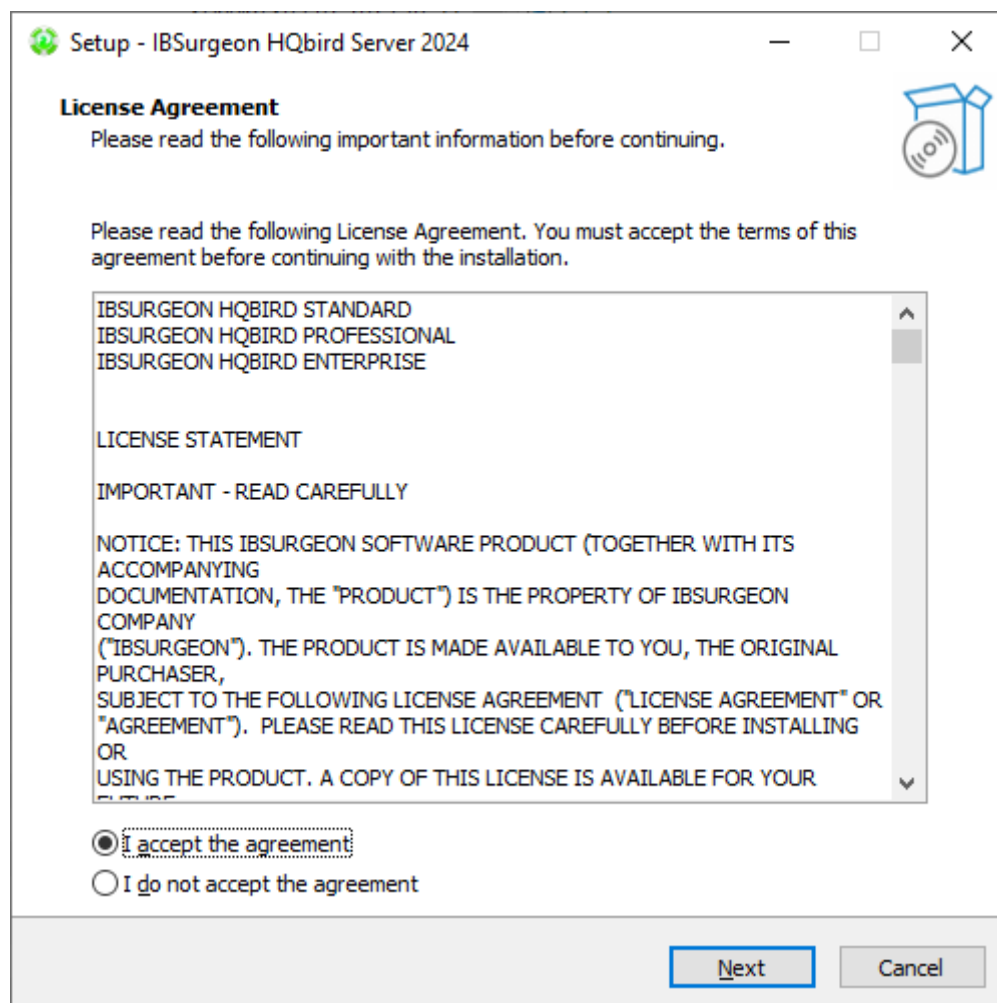 Setup - IBSurgeon HQbird Server 2024
License Agreement
Please read the following important information before continuing.
Please read the following License Agreement. You must accept the terms of this
agreement before continuing with the installation.
IBSURGEON HQBIRD STANDARD
IBSURGEON HQBIRD PROFESSIONAL
IBSURGEON HQBIRD ENTERPRISE
LICENSE STATEMENT
IMPORTANT - READ CAREFULLY
NOTICE: THIS IBSURGEON SOFTWARE PRODUCT (TOGETHER WITH ITS
ACCOMPANYING
DOCUMENTATION, THE "PRODUCT") IS THE PROPERTY OF IBSURGEON
COMPANY
("IBSURGEON"). THE PRODUCT IS MADE AVAILABLE TO YOU, THE ORIGINAL
PURCHASER,
SUBJECT TO THE FOLLOWING LICENSE AGREEMENT  ("LICENSE AGREEMENT" OR
"AGREEMENT").  PLEASE READ THIS LICENSE CAREFULLY BEFORE INSTALLING
OR
USING THE PRODUCT. A COPY OF THIS LICENSE IS AVAILABLE FOR YOUR
FUTURE
I accept the agreement
I do not accept the agreement
Next
Cancel